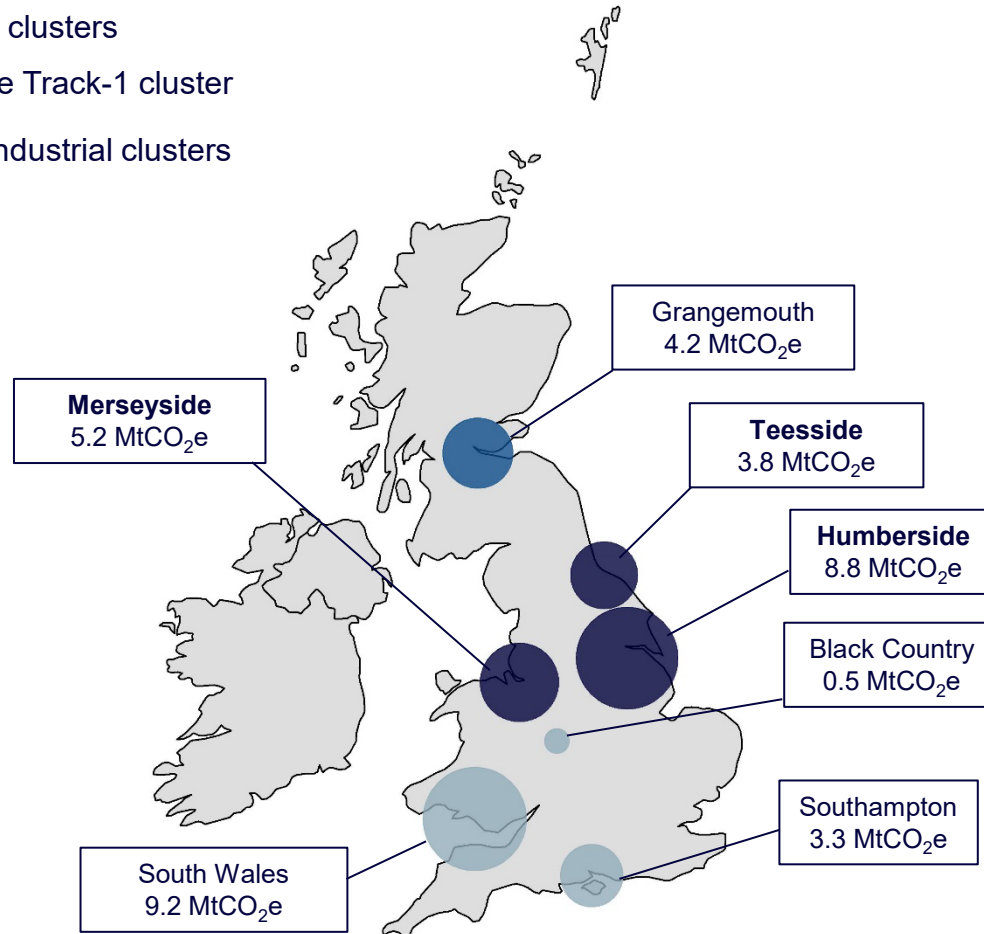 clusters
e Track-1 cluster
ndustrial clusters
Grangemouth
4.2 MtCO₂e
Merseyside
5.2 MtCO₂e
Teesside
3.8 MtCO₂e
Humberside
8.8 MtCO₂e
Black Country
0.5 MtCO₂e
Southampton
3.3 MtCO₂e
South Wales
9.2 MtCO₂e